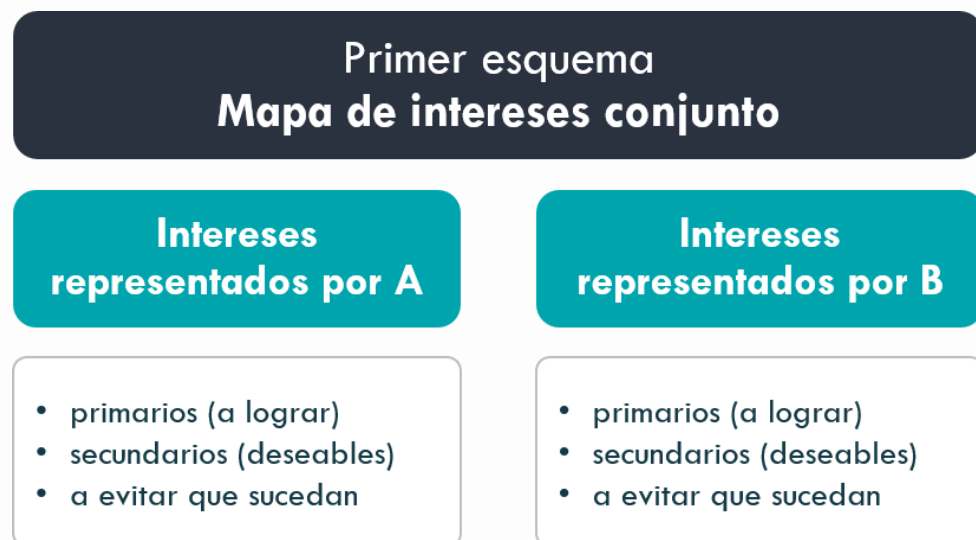 Primer esquema
Mapa de intereses conjunto
Intereses
representados por A
Intereses
representados por B
• primarios (a lograr)
• secundarios (deseables)
• a evitar que sucedan
• primarios (a lograr)
• secundarios (deseables)
• a evitar que sucedan